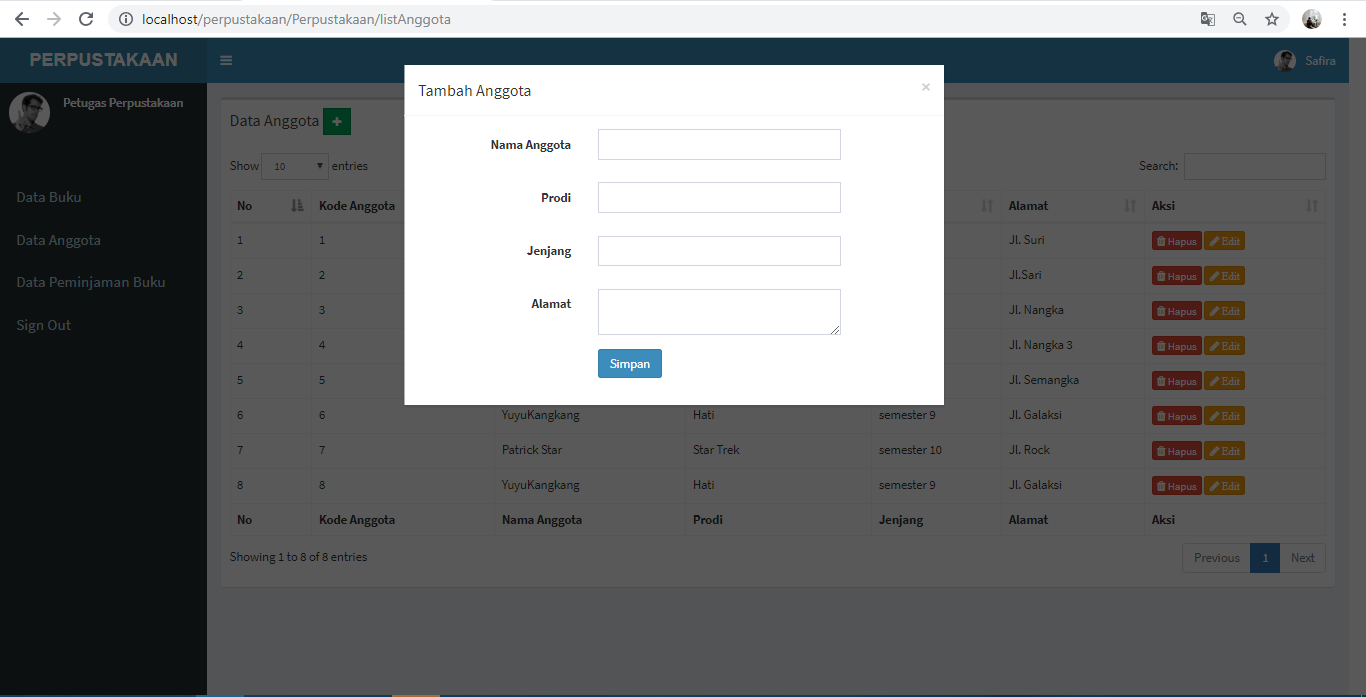 localhost/perpustakaan/Perpustakaan/listAnggota
PERPUSTAKAAN
Safira
Petugas Perpustakaan
Data Buku
Data Anggota
Data Peminjaman Buku
Sign Out
Tambah Anggota ×
Nama Anggota
Prodi
Jenjang
Alamat
Simpan
Data Anggota +
Show 10 entries
Search:
No Kode Anggota Alamat Aksi
1 1 Jl. Suri Hapus Edit
2 2 Jl.Sari Hapus Edit
3 3 Jl. Nangka Hapus Edit
4 4 Jl. Nangka 3 Hapus Edit
5 5 Jl. Semangka Hapus Edit
6 6 YuyuKangkang Hati semester 9 Jl. Galaksi Hapus Edit
7 7 Patrick Star Star Trek semester 10 Jl. Rock Hapus Edit
8 8 YuyuKangkang Hati semester 9 Jl. Galaksi Hapus Edit
No Kode Anggota Nama Anggota Prodi Jenjang Alamat Aksi
Showing 1 to 8 of 8 entries
Previous 1 Next